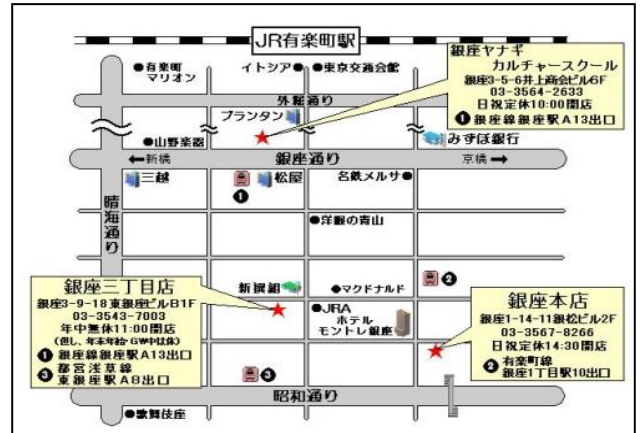 JR有楽町駅
●有楽町
マリオン
イトシア●
●東京交通会館
銀座ヤナギ
カルチャースクール
銀座3-5-6井上商会ビル6F
03-3564-2633
日祝定休10:00開店
❶銀座線銀座駅A13出口
外堀通り
プランタン
●山野楽器
みずほ銀行
←新橋
銀座通り
京橋→
三越
❶
松屋
名鉄メルサ●
晴海通り
●洋服の青山
❷
新撰組
●マクドナルド
●JRA
ホテル
モントレ銀座
銀座三丁目店
銀座3-9-18東銀座ビルB1F
03-3543-7003
年中無休11:00開店
(但し、年末年始・GW中は休)
❶銀座線銀座駅A13出口
❸都営浅草線
東銀座駅A8出口
銀座本店
銀座1-14-11銀松ビル2F
03-3567-8266
日祝定休14:30開店
❷有楽町線
銀座1丁目駅10出口
❸
昭和通り
●歌舞伎座